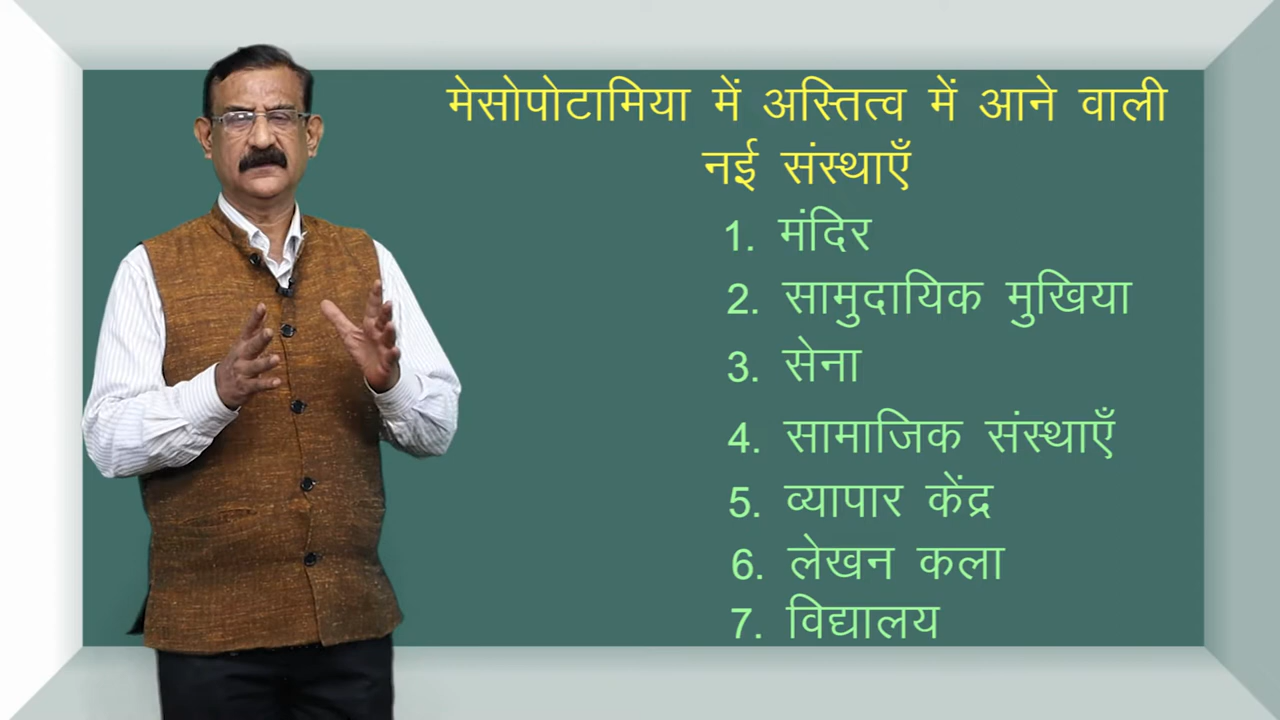 मेसोपोटामिया में अस्तित्व में आने वाली
नई संस्थाएँ
1. मंदिर
2. सामुदायिक मुखिया
3. सेना
4. सामाजिक संस्थाएँ
5. व्यापार केंद्र
6. लेखन कला
7. विद्यालय